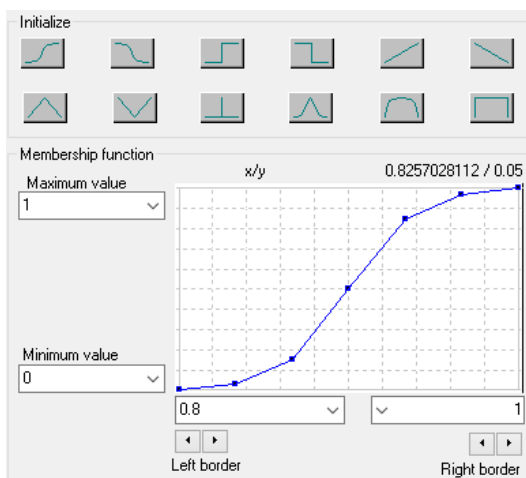 Initialize
Membership function
x/y
0.8257028112 / 0.05
Maximum value
1
Minimum value
0
0.8
1
Left border
Right border